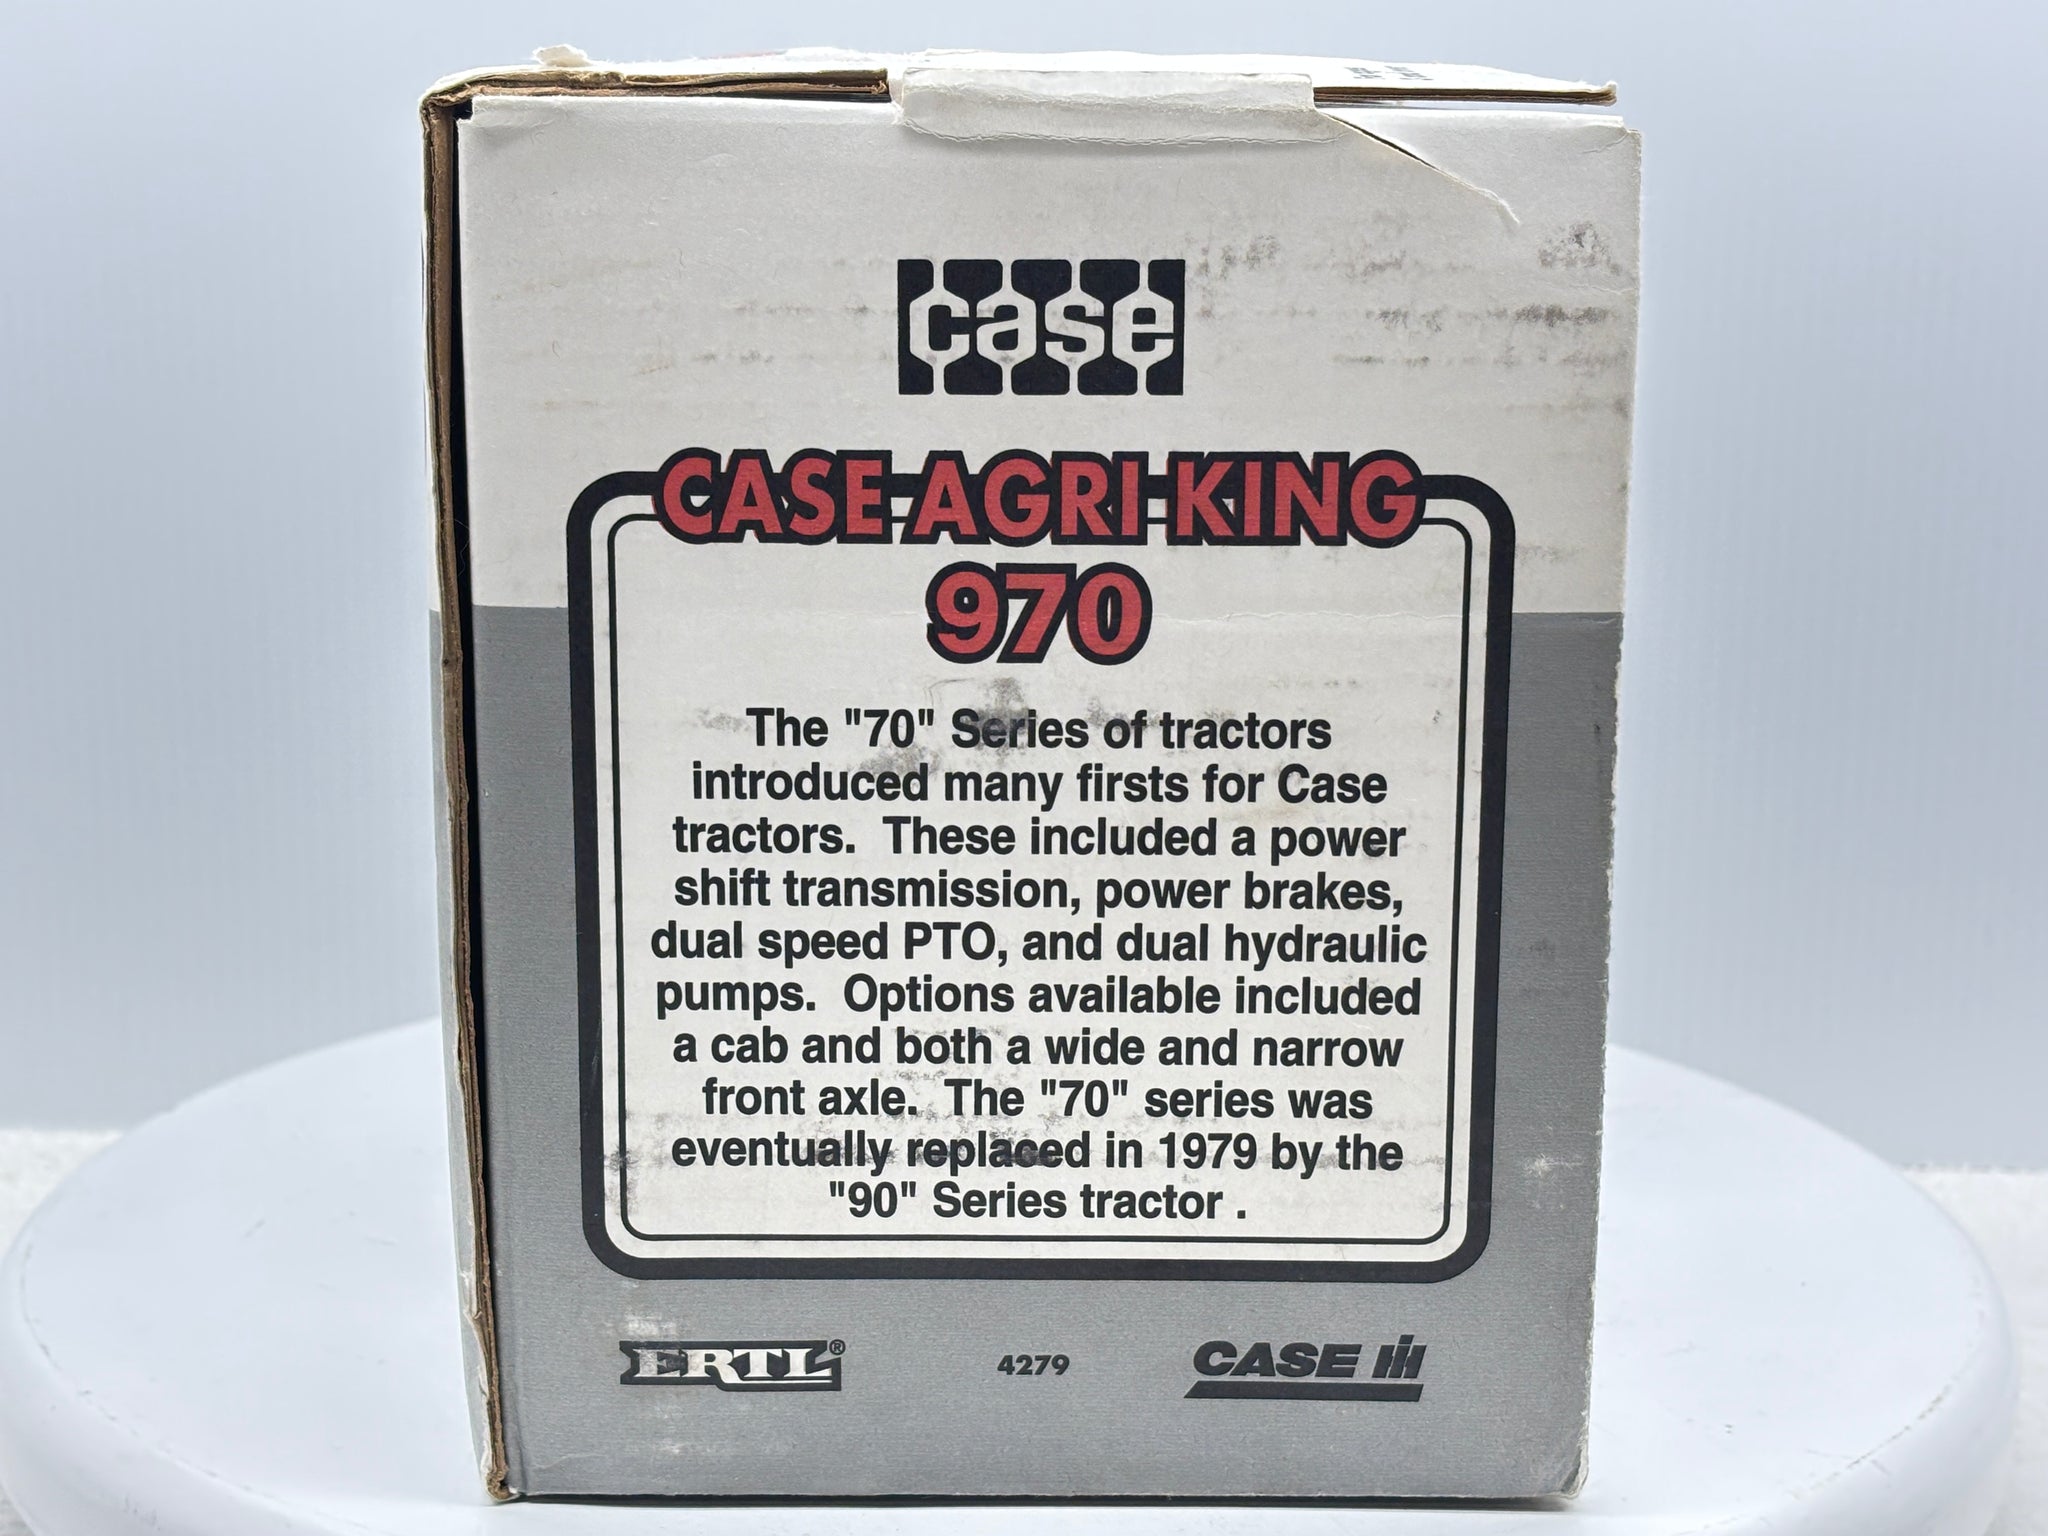 case
CASE AGRI-KING
970
The "70" Series of tractors
introduced many firsts for Case
tractors.  These included a power
shift transmission, power brakes,
dual speed PTO, and dual hydraulic
pumps.  Options available included
a cab and both a wide and narrow
front axle.  The "70" series was
eventually replaced in 1979 by the
"90" Series tractor .
ERTL®
4279
CASE IH